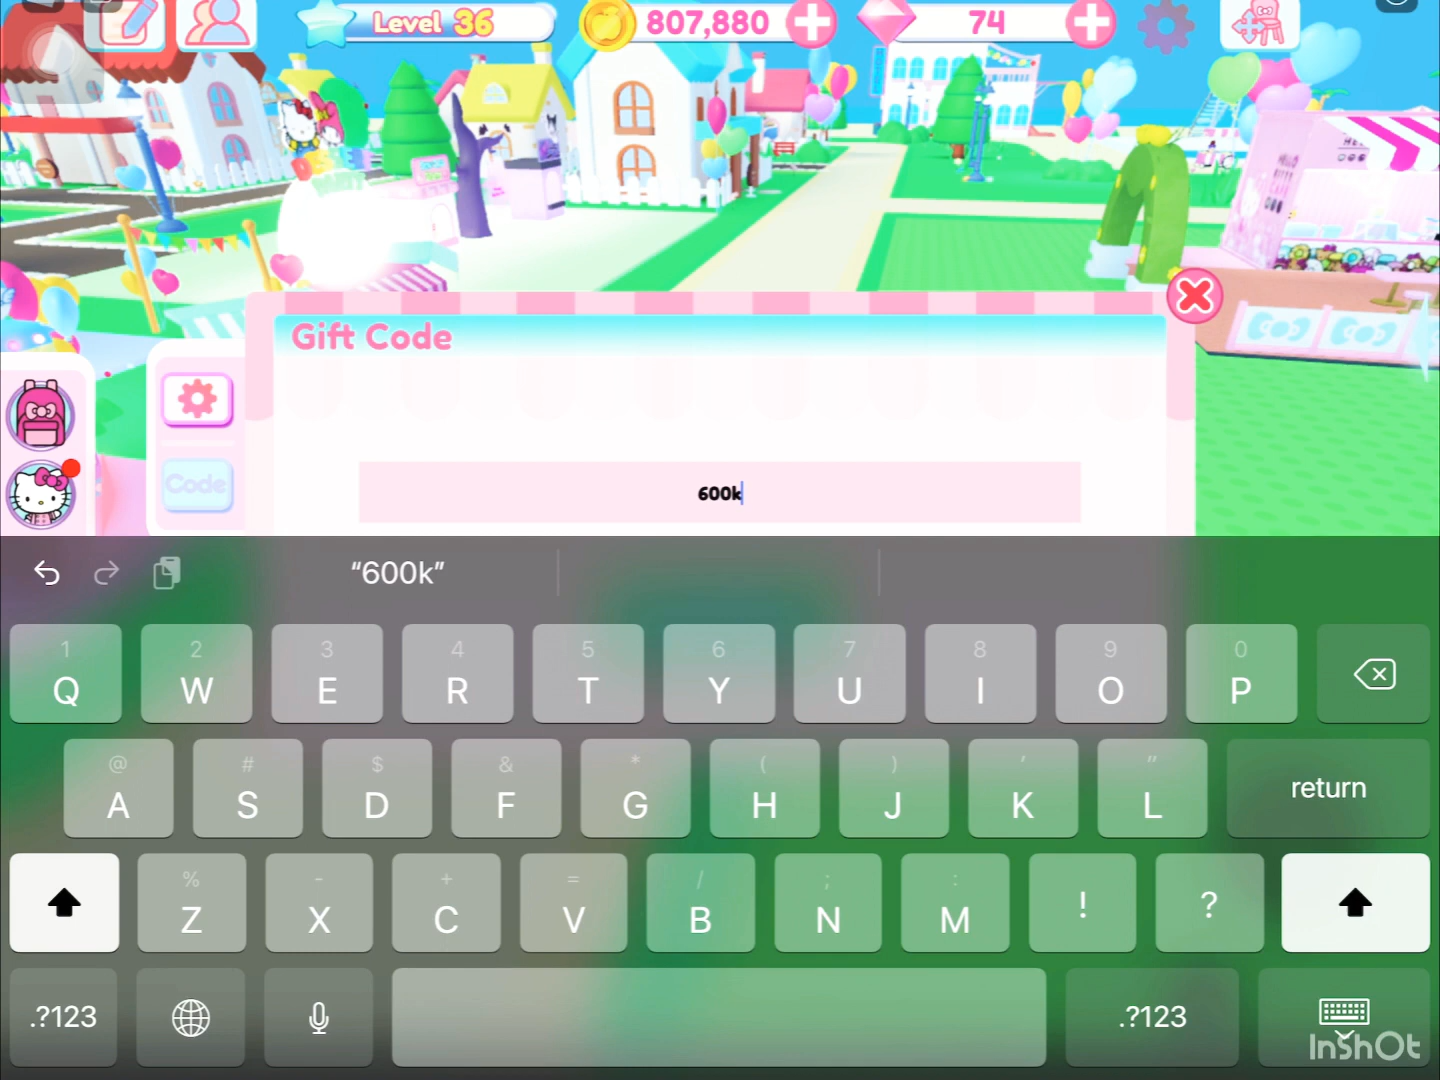 Level 36
807,880
74
Gift Code
Code
600k
“600k”
1 2 3 4 5 6 7 8 9 0
Q W E R T Y U I O P
@ # $ & * ( ) ' "
A S D F G H J K L return
% - + = / ; :
Z X C V B N M ! ?
.?123 .?123
InShOt